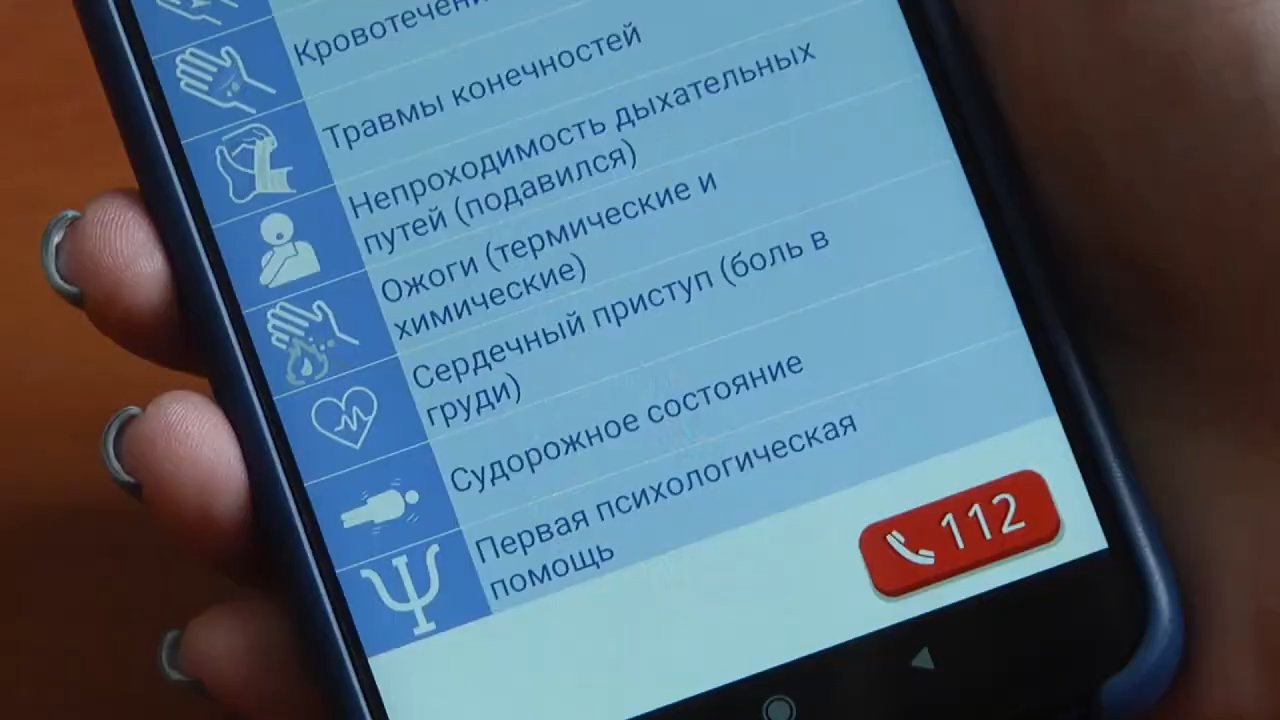 Кровотечени
Травмы конечностей
Непроходимость дыхательных
путей (подавился)
Ожоги (термические и
химические)
Сердечный приступ (боль в
груди)
Судорожное состояние
Первая психологическая
помощь
112